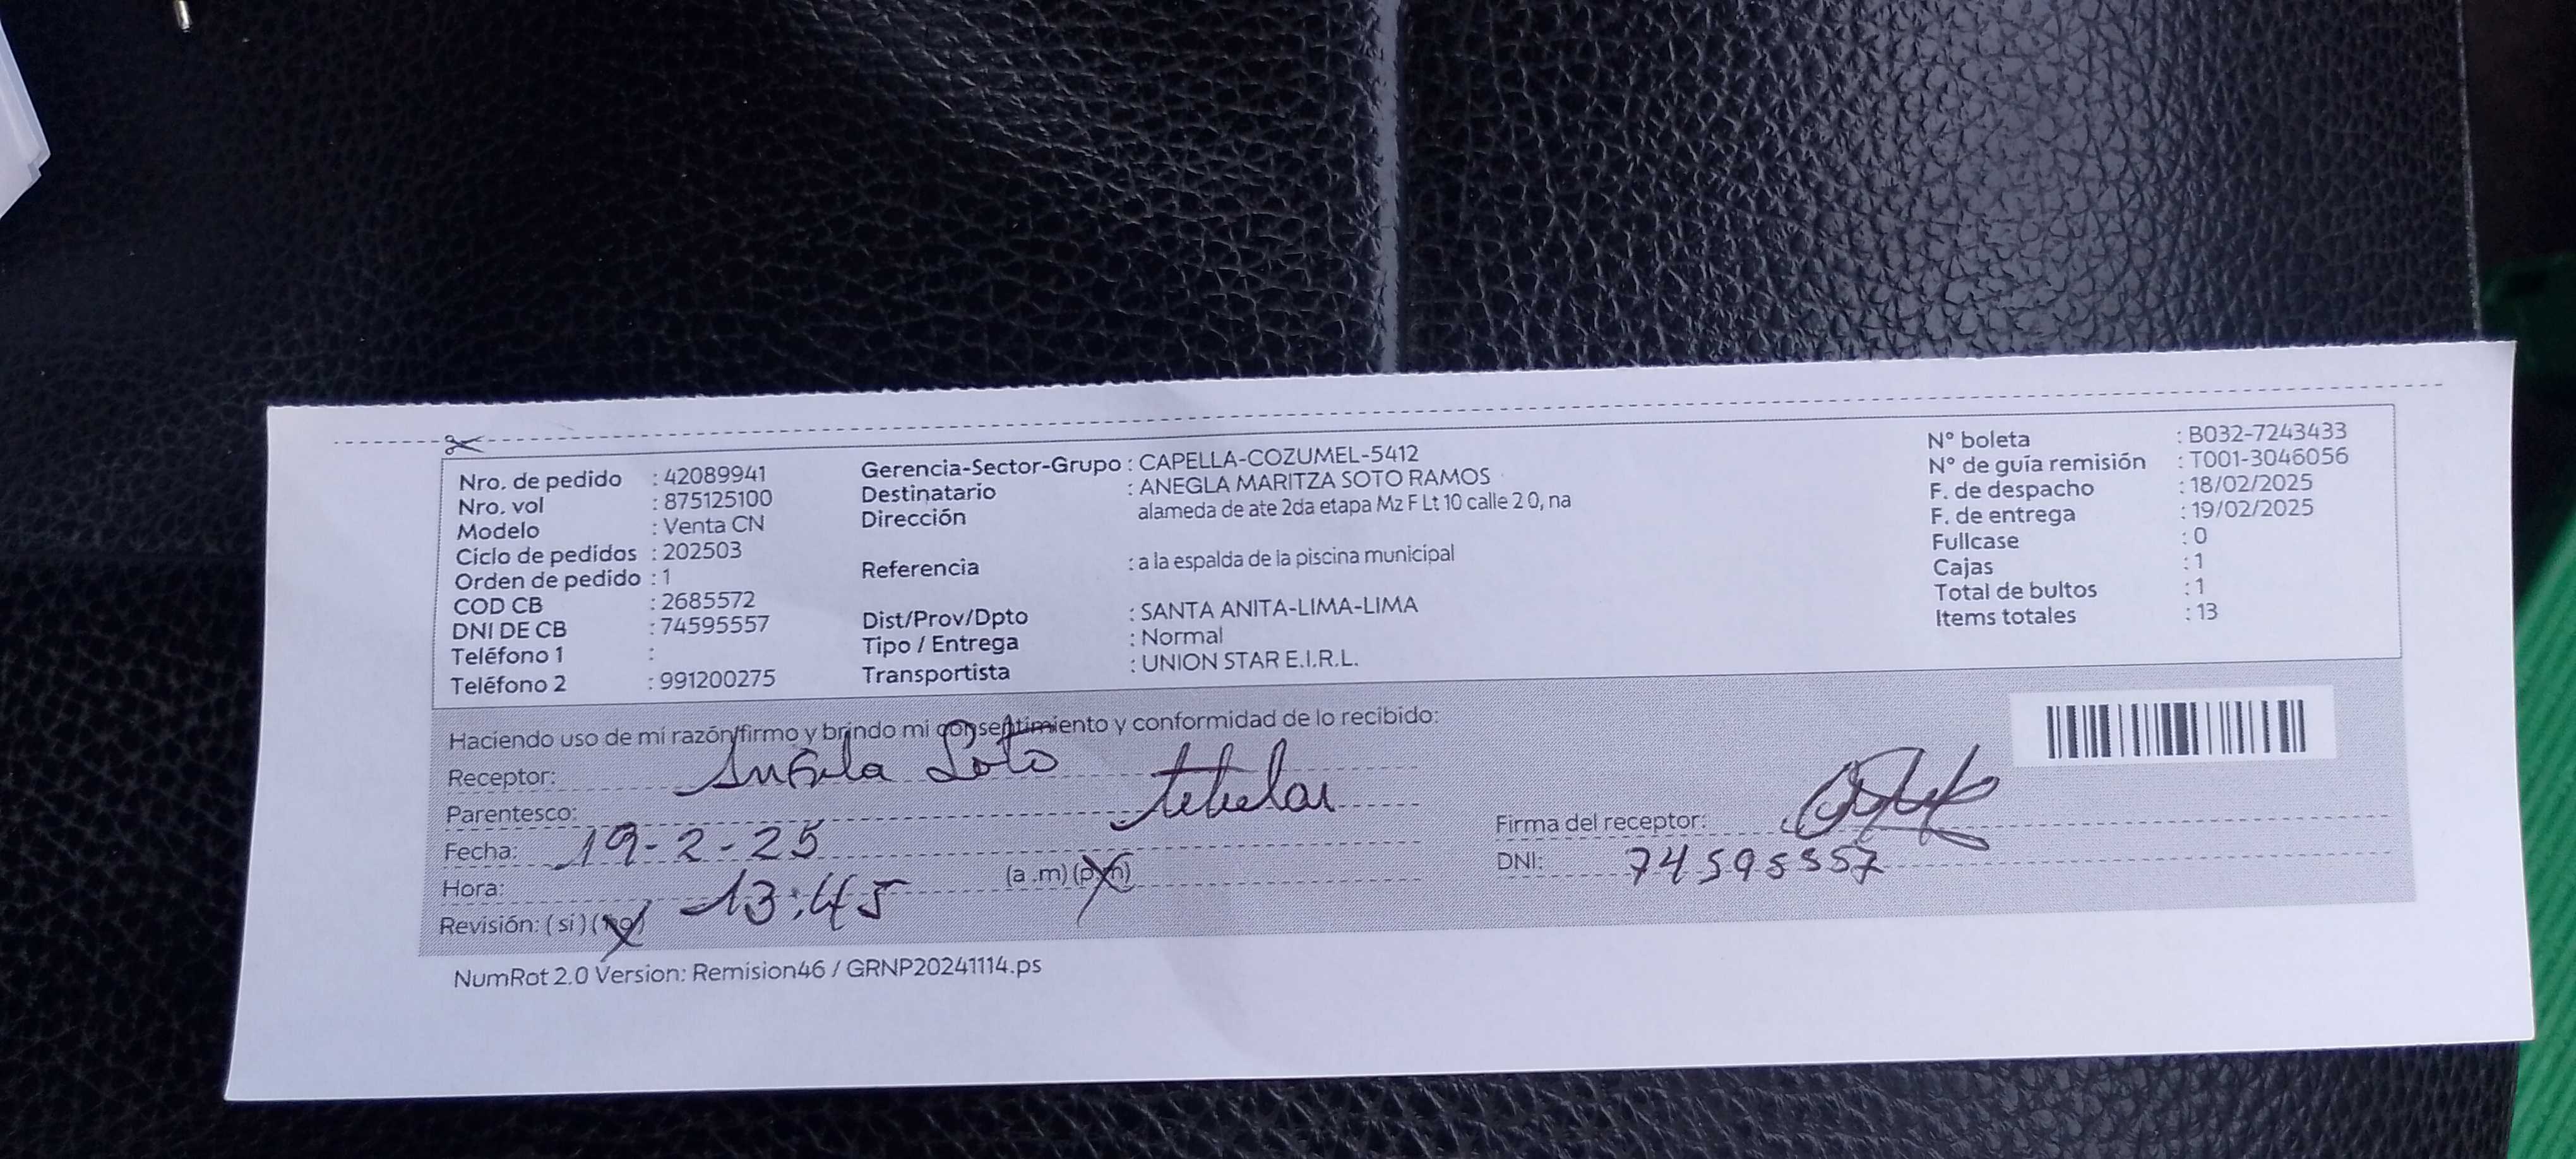 Nro. de pedido : 42089941
Nro. vol : 875125100
Modelo : Venta CN
Ciclo de pedidos : 202503
Orden de pedido : 1
COD CB : 2685572
DNI DE CB : 74595557
Teléfono 1 :
Teléfono 2 : 991200275
Gerencia-Sector-Grupo : CAPELLA-COZUMEL-5412
Destinatario : ANEGLA MARITZA SOTO RAMOS
Dirección alameda de ate 2da etapa Mz F Lt 10 calle 2 0, na
Referencia : a la espalda de la piscina municipal
Dist/Prov/Dpto : SANTA ANITA-LIMA-LIMA
Tipo / Entrega : Normal
Transportista : UNION STAR E.I.R.L.
N° boleta : B032-7243433
N° de guía remisión : T001-3046056
F. de despacho : 18/02/2025
F. de entrega : 19/02/2025
Fullcase : 0
Cajas : 1
Total de bultos : 1
Items totales : 13
Haciendo uso de mi razón firmo y brindo mi consentimiento y conformidad de lo recibido:
Receptor: Soto
Parentesco: titular
Fecha: 19-2-25
Hora: 13:45 (a .m) (p.m)
Revisión: ( si ) (no)
Firma del receptor:
DNI: 74595557
NumRot 2.0 Version: Remision46 / GRNP20241114.ps